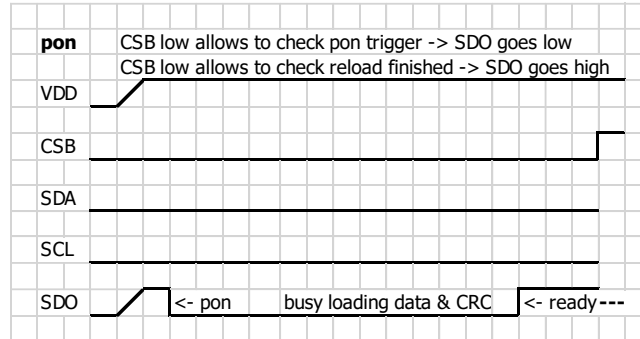 pon CSB low allows to check pon trigger -> SDO goes low
CSB low allows to check reload finished -> SDO goes high
VDD
CSB
SDA
SCL
SDO <- pon busy loading data & CRC <- ready